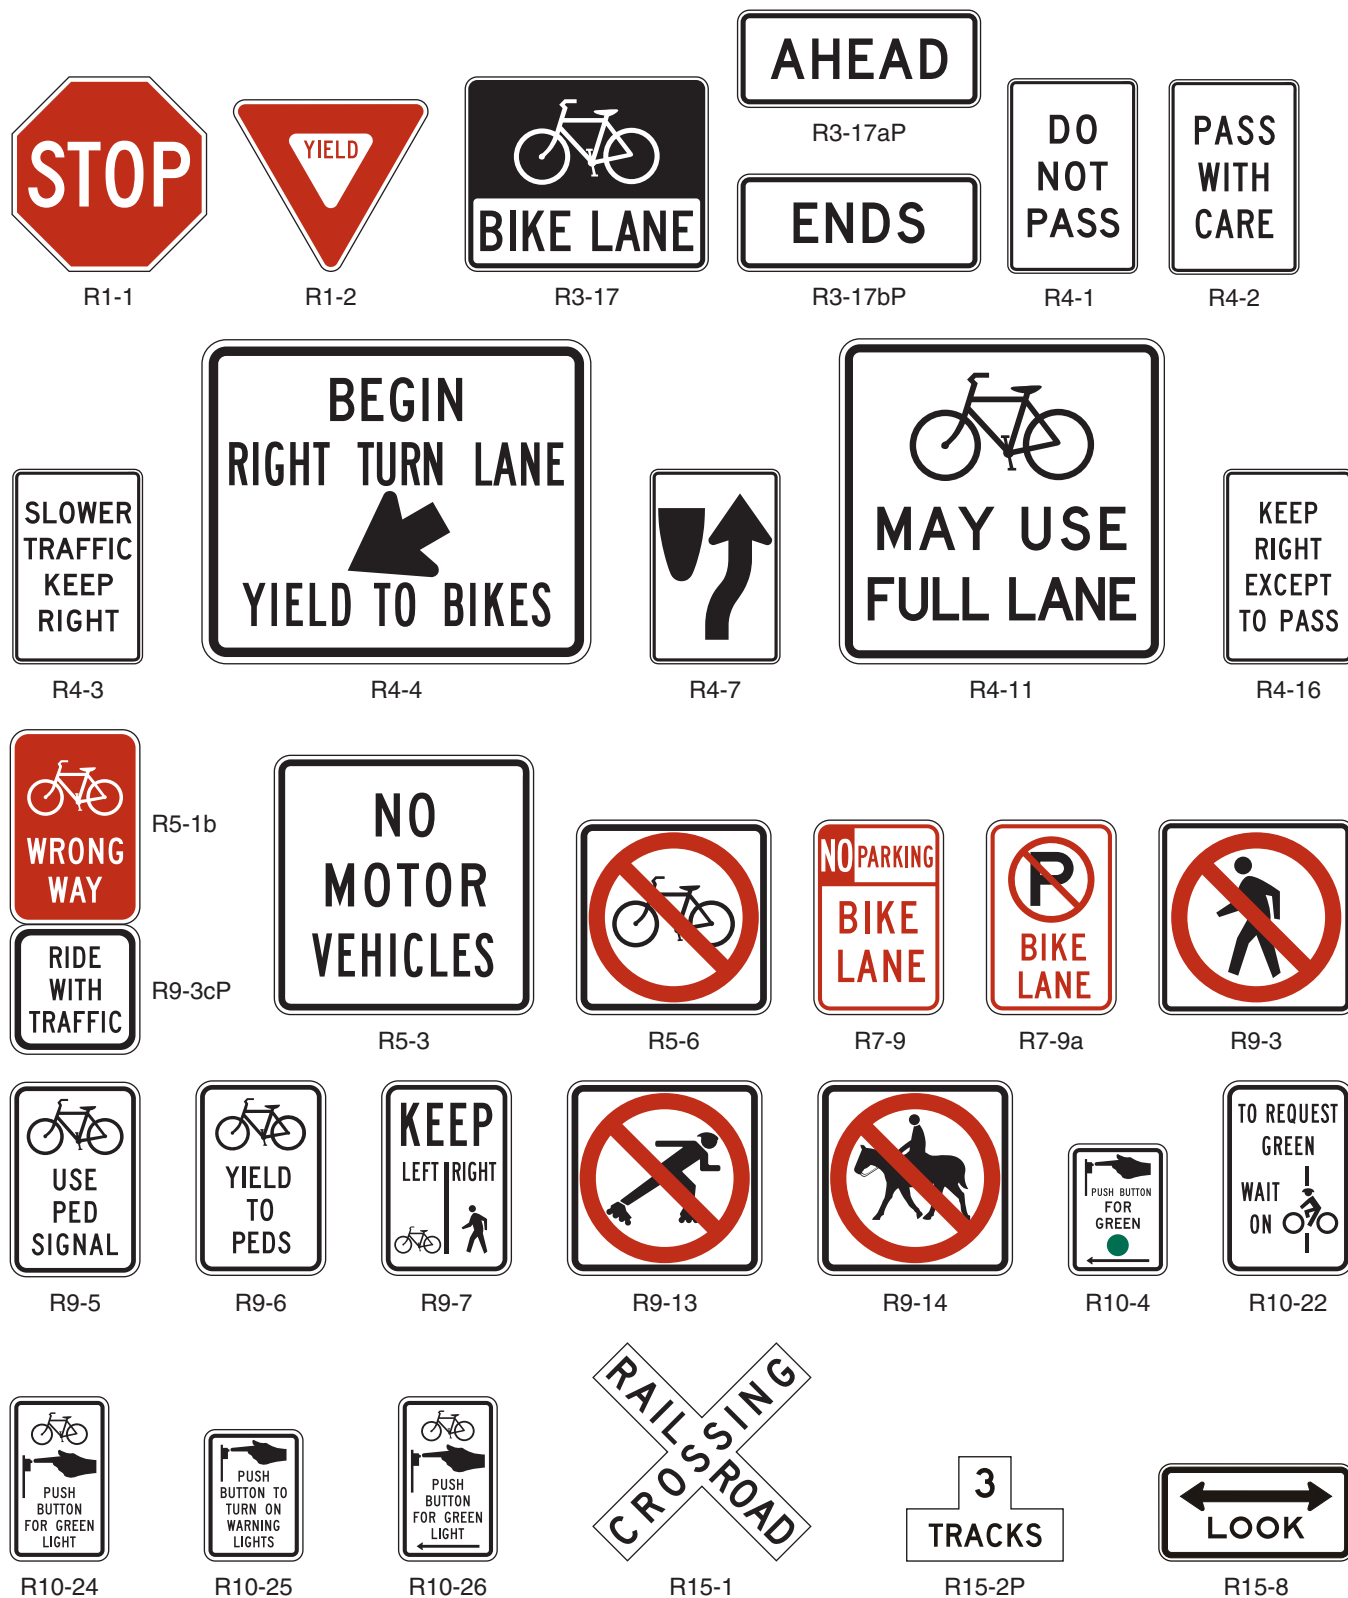 STOP
R1-1
YIELD
R1-2
BIKE LANE
R3-17
AHEAD
R3-17aP
ENDS
R3-17bP
DO
NOT
PASS
R4-1
PASS
WITH
CARE
R4-2
SLOWER
TRAFFIC
KEEP
RIGHT
R4-3
BEGIN
RIGHT TURN LANE
YIELD TO BIKES
R4-4
R4-7
MAY USE
FULL LANE
R4-11
KEEP
RIGHT
EXCEPT
TO PASS
R4-16
WRONG
WAY
R5-1b
RIDE
WITH
TRAFFIC
R9-3cP
NO
MOTOR
VEHICLES
R5-3
R5-6
NO PARKING
BIKE
LANE
R7-9
P
BIKE
LANE
R7-9a
R9-3
USE
PED
SIGNAL
R9-5
YIELD
TO
PEDS
R9-6
KEEP
LEFT RIGHT
R9-7
R9-13
R9-14
PUSH BUTTON
FOR
GREEN
R10-4
TO REQUEST
GREEN
WAIT
ON
R10-22
PUSH
BUTTON
FOR GREEN
LIGHT
R10-24
PUSH
BUTTON TO
TURN ON
WARNING
LIGHTS
R10-25
PUSH
BUTTON
FOR GREEN
LIGHT
R10-26
RAILROAD
CROSSING
R15-1
3
TRACKS
R15-2P
LOOK
R15-8